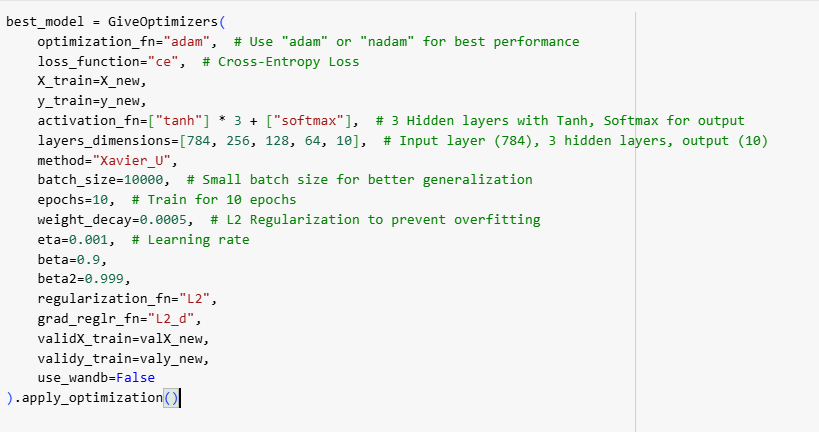 best_model = GiveOptimizers(
    optimization_fn="adam",  # Use "adam" or "nadam" for best performance
    loss_function="ce",  # Cross-Entropy Loss
    X_train=X_new,
    y_train=y_new,
    activation_fn=["tanh"] * 3 + ["softmax"],  # 3 Hidden layers with Tanh, Softmax for output
    layers_dimensions=[784, 256, 128, 64, 10],  # Input layer (784), 3 hidden layers, output (10)
    method="Xavier_U",
    batch_size=10000,  # Small batch size for better generalization
    epochs=10,  # Train for 10 epochs
    weight_decay=0.0005,  # L2 Regularization to prevent overfitting
    eta=0.001,  # Learning rate
    beta=0.9,
    beta2=0.999,
    regularization_fn="L2",
    grad_reglr_fn="L2_d",
    validX_train=valX_new,
    validy_train=valy_new,
    use_wandb=False
).apply_optimization()